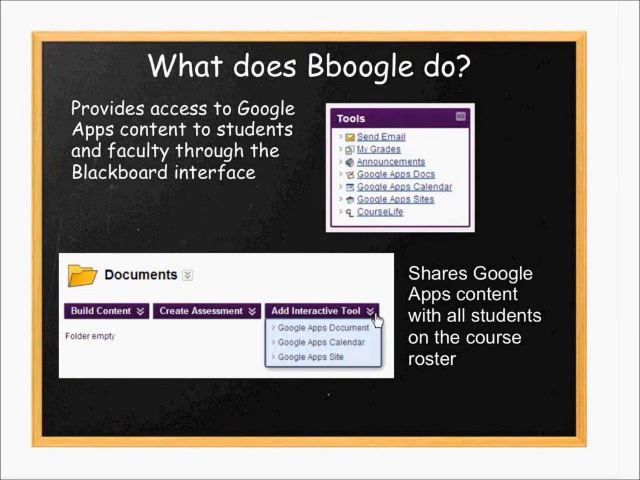 What does Bboogle do?
Provides access to Google
Apps content to students
and faculty through the
Blackboard interface
Tools
Send Email
My Grades
Announcements
Google Apps Docs
Google Apps Calendar
Google Apps Sites
CourseLife
Documents
Build Content
Create Assessment
Add Interactive Tool
Folder empty
Google Apps Document
Google Apps Calendar
Google Apps Site
Shares Google
Apps content
with all students
on the course
roster